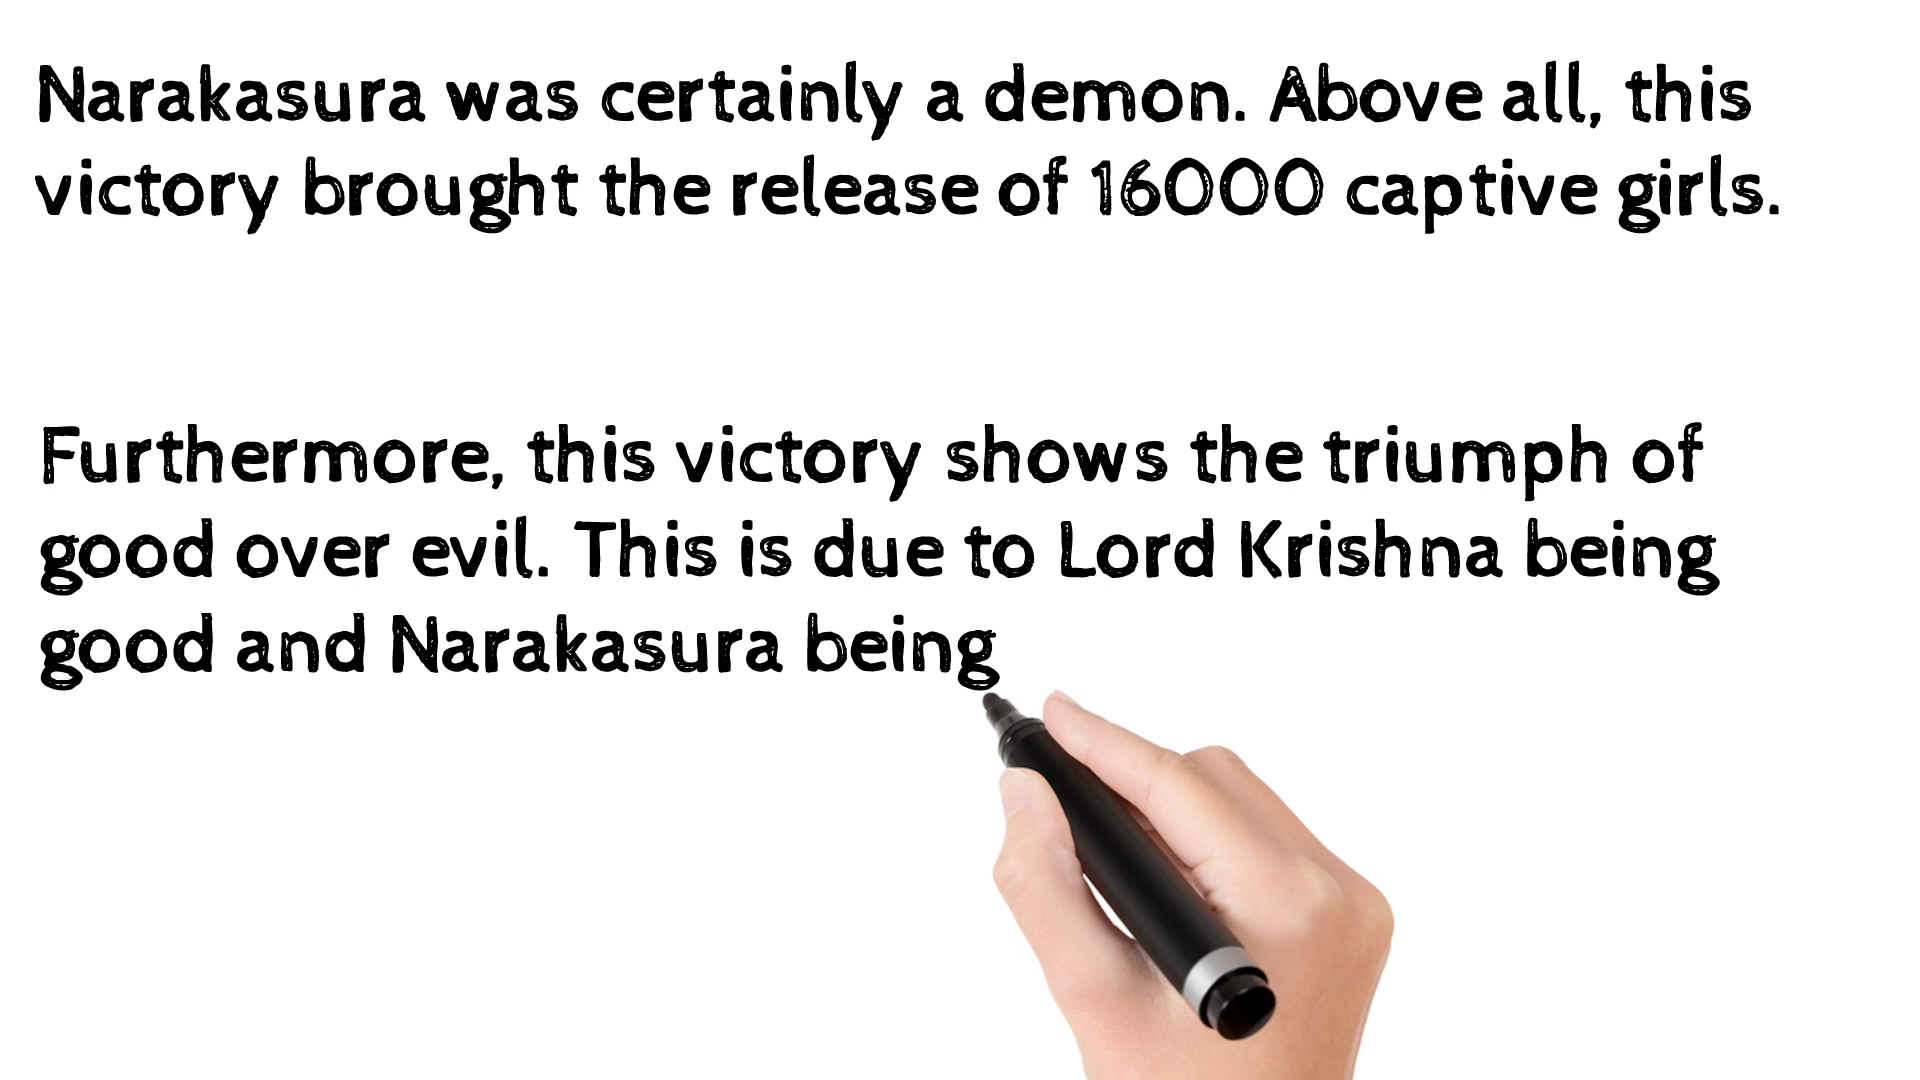 Narakasura was certainly a demon. Above all, this
victory brought the release of 16000 captive girls.
Furthermore, this victory shows the triumph of
good over evil. This is due to Lord Krishna being
good and Narakasura being